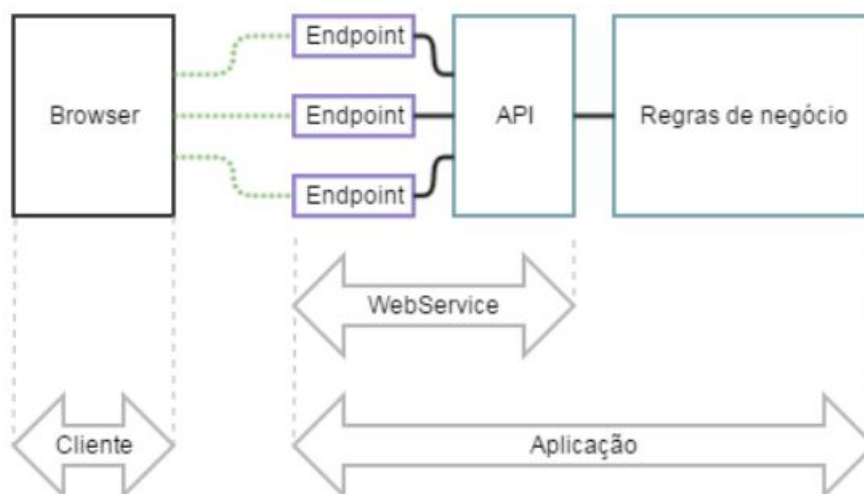 Endpoint
Browser
Endpoint
API
Regras de negócio
Endpoint
WebService
Cliente
Aplicação